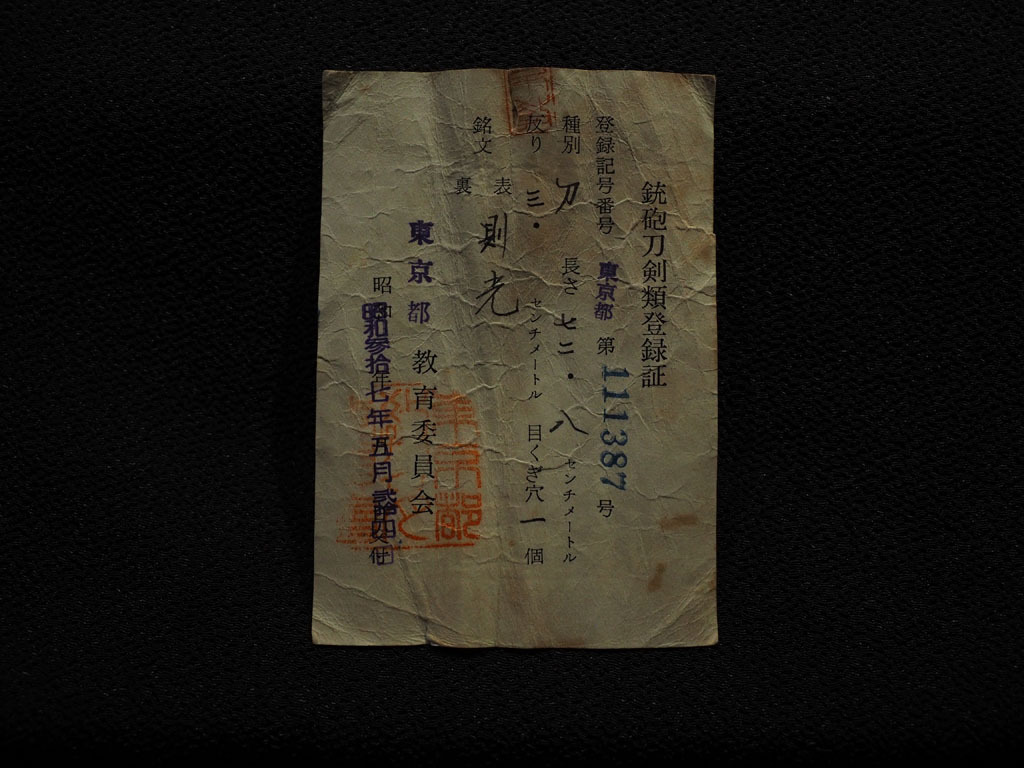 銃砲刀剣類登録証
登録記号番号 東京都 第 111387 号
種別 刀 長さ 七二・八 センチメートル
反り 三・ センチメートル 目くぎ穴 一 個
銘文 表 則光
裏
東京都 教育委員会
昭和参拾七年五月 交付